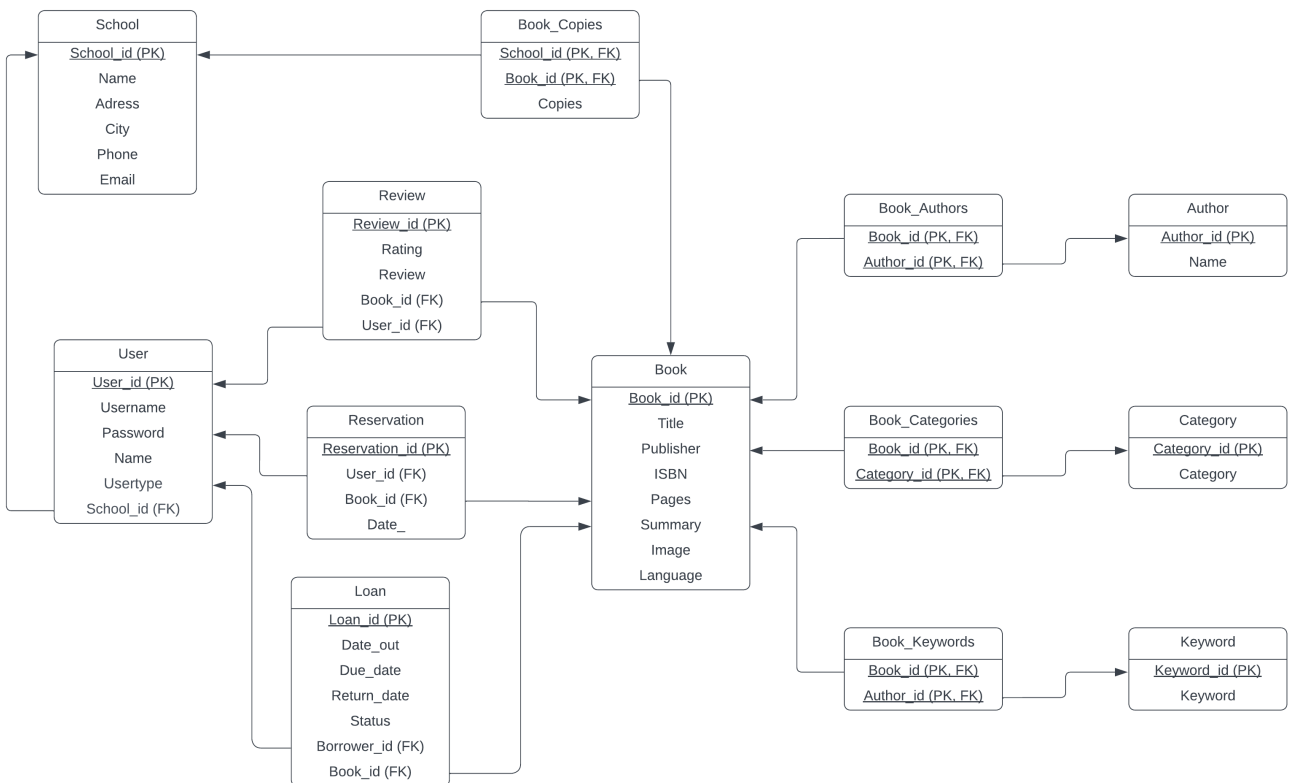 School
School_id (PK)
Name
Adress
City
Phone
Email
Book_Copies
School_id (PK, FK)
Book_id (PK, FK)
Copies
Review
Review_id (PK)
Rating
Review
Book_id (FK)
User_id (FK)
Book_Authors
Book_id (PK, FK)
Author_id (PK, FK)
Author
Author_id (PK)
Name
User
User_id (PK)
Username
Password
Name
Usertype
School_id (FK)
Reservation
Reservation_id (PK)
User_id (FK)
Book_id (FK)
Date_
Book
Book_id (PK)
Title
Publisher
ISBN
Pages
Summary
Image
Language
Book_Categories
Book_id (PK, FK)
Category_id (PK, FK)
Category
Category_id (PK)
Category
Loan
Loan_id (PK)
Date_out
Due_date
Return_date
Status
Borrower_id (FK)
Book_id (FK)
Book_Keywords
Book_id (PK, FK)
Author_id (PK, FK)
Keyword
Keyword_id (PK)
Keyword